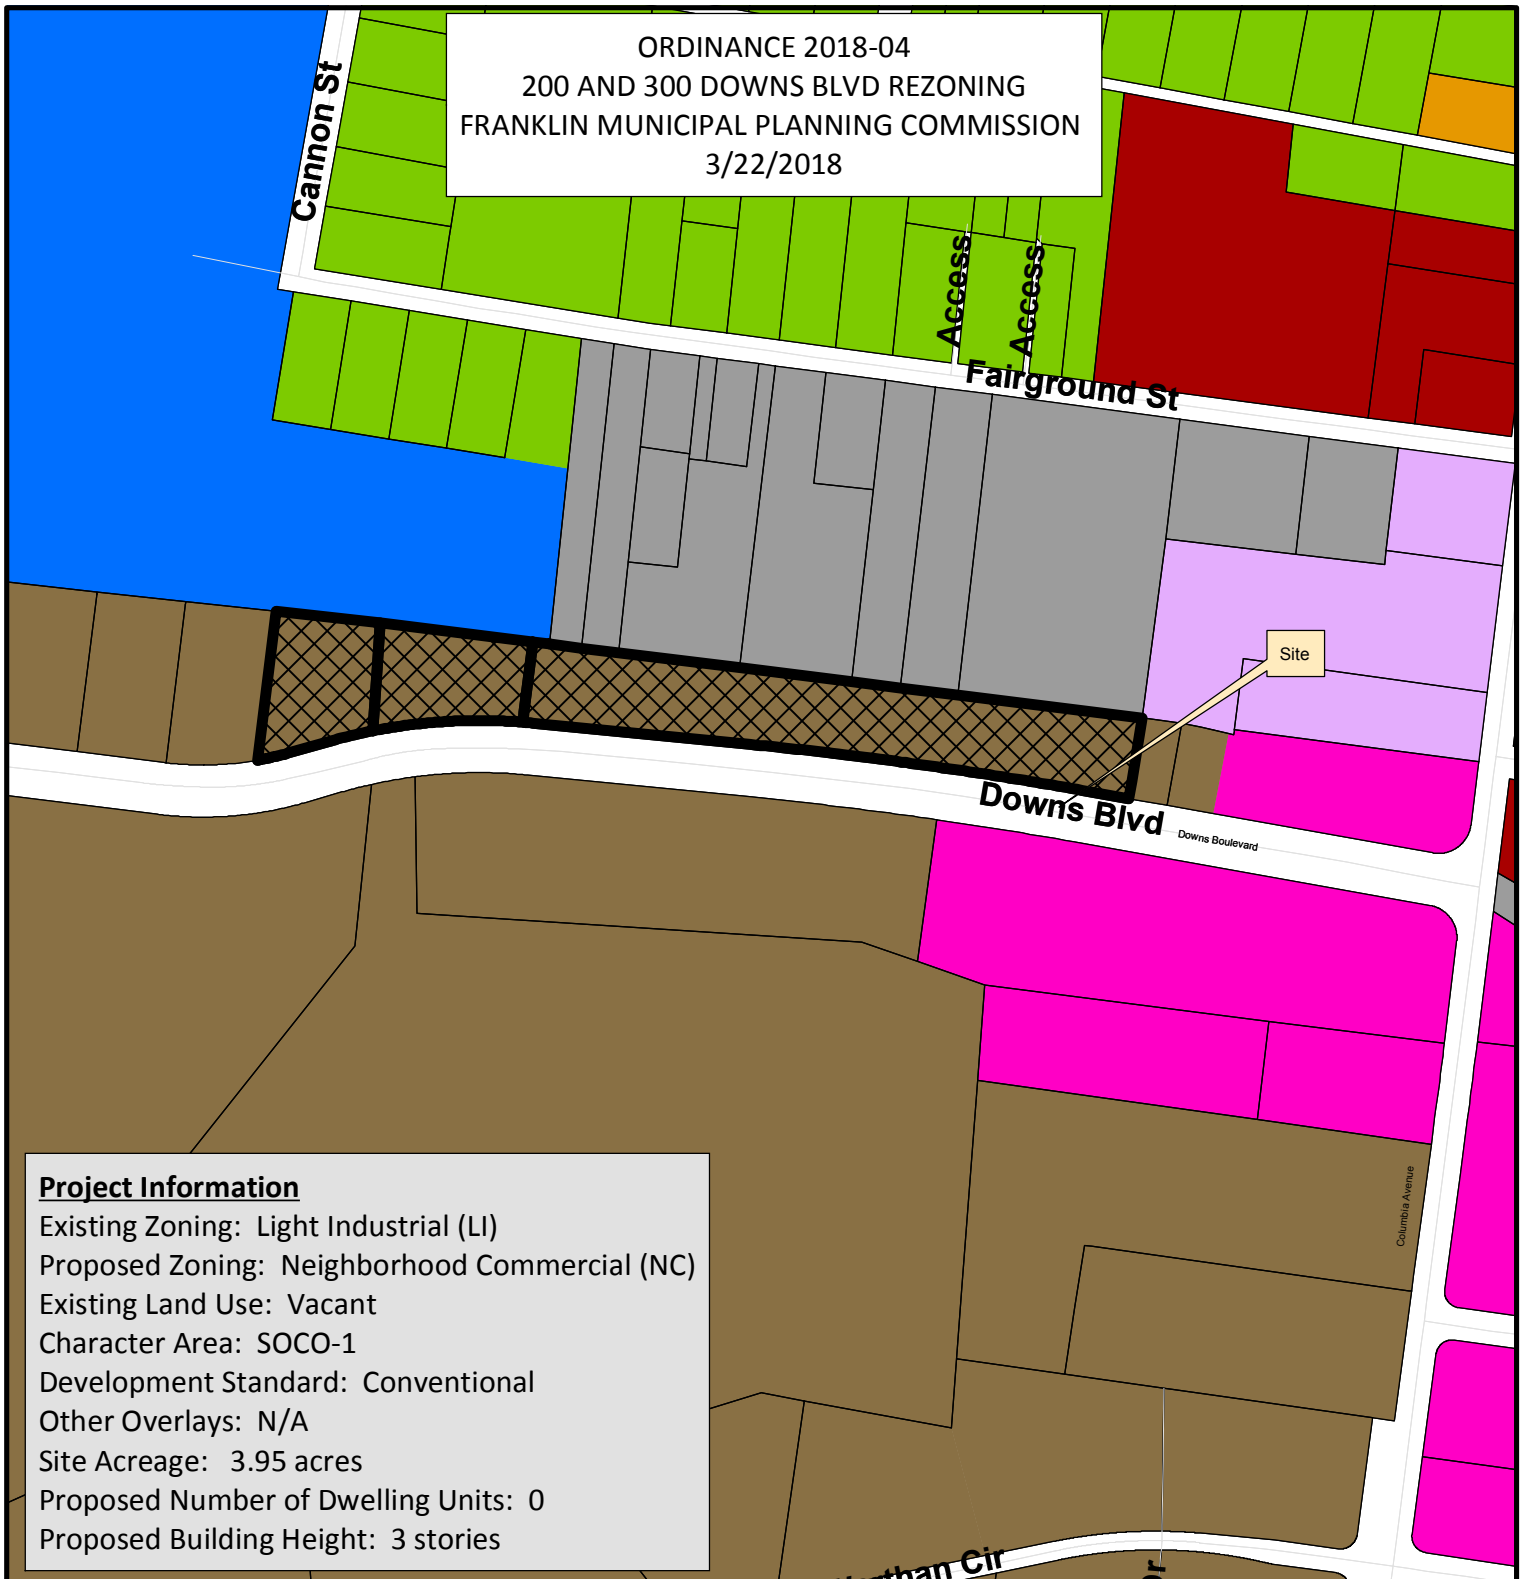 ORDINANCE 2018-04
200 AND 300 DOWNS BLVD REZONING
FRANKLIN MUNICIPAL PLANNING COMMISSION
3/22/2018
Cannon St
Access
Access
Fairground St
Site
Downs Blvd
Downs Boulevard
Columbia Avenue
Project Information
Existing Zoning: Light Industrial (LI)
Proposed Zoning: Neighborhood Commercial (NC)
Existing Land Use: Vacant
Character Area: SOCO-1
Development Standard: Conventional
Other Overlays: N/A
Site Acreage: 3.95 acres
Proposed Number of Dwelling Units: 0
Proposed Building Height: 3 stories
Cir